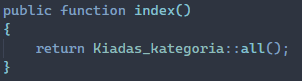 public function index()
{
    return Kiadas_kategoria::all();
}